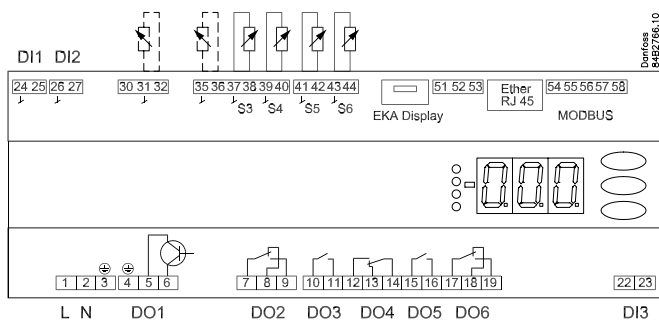 Danfoss
84B2766.10
DI1 DI2
24 25 26 27 30 31 32 35 36 37 38 39 40 41 42 43 44 51 52 53 54 55 56 57 58
S3 S4 S5 S6
EKA Display
Ether
RJ 45
MODBUS
0.0.0.
1 2 3 4 5 6 7 8 9 10 11 12 13 14 15 16 17 18 19 22 23
L N DO1 DO2 DO3 DO4 DO5 DO6 DI3